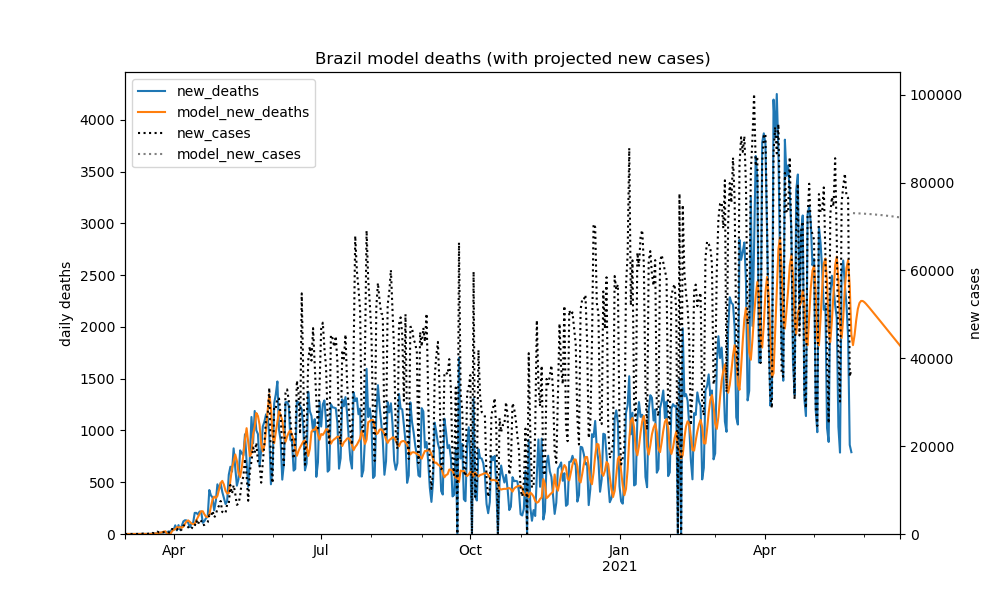 Brazil model deaths (with projected new cases)
new_deaths
model_new_deaths
new_cases
model_new_cases
daily deaths
4000
3500
3000
2500
2000
1500
1000
500
0
100000
80000
60000
40000
20000
0
new cases
Apr
Jul
Oct
Jan
2021
Apr